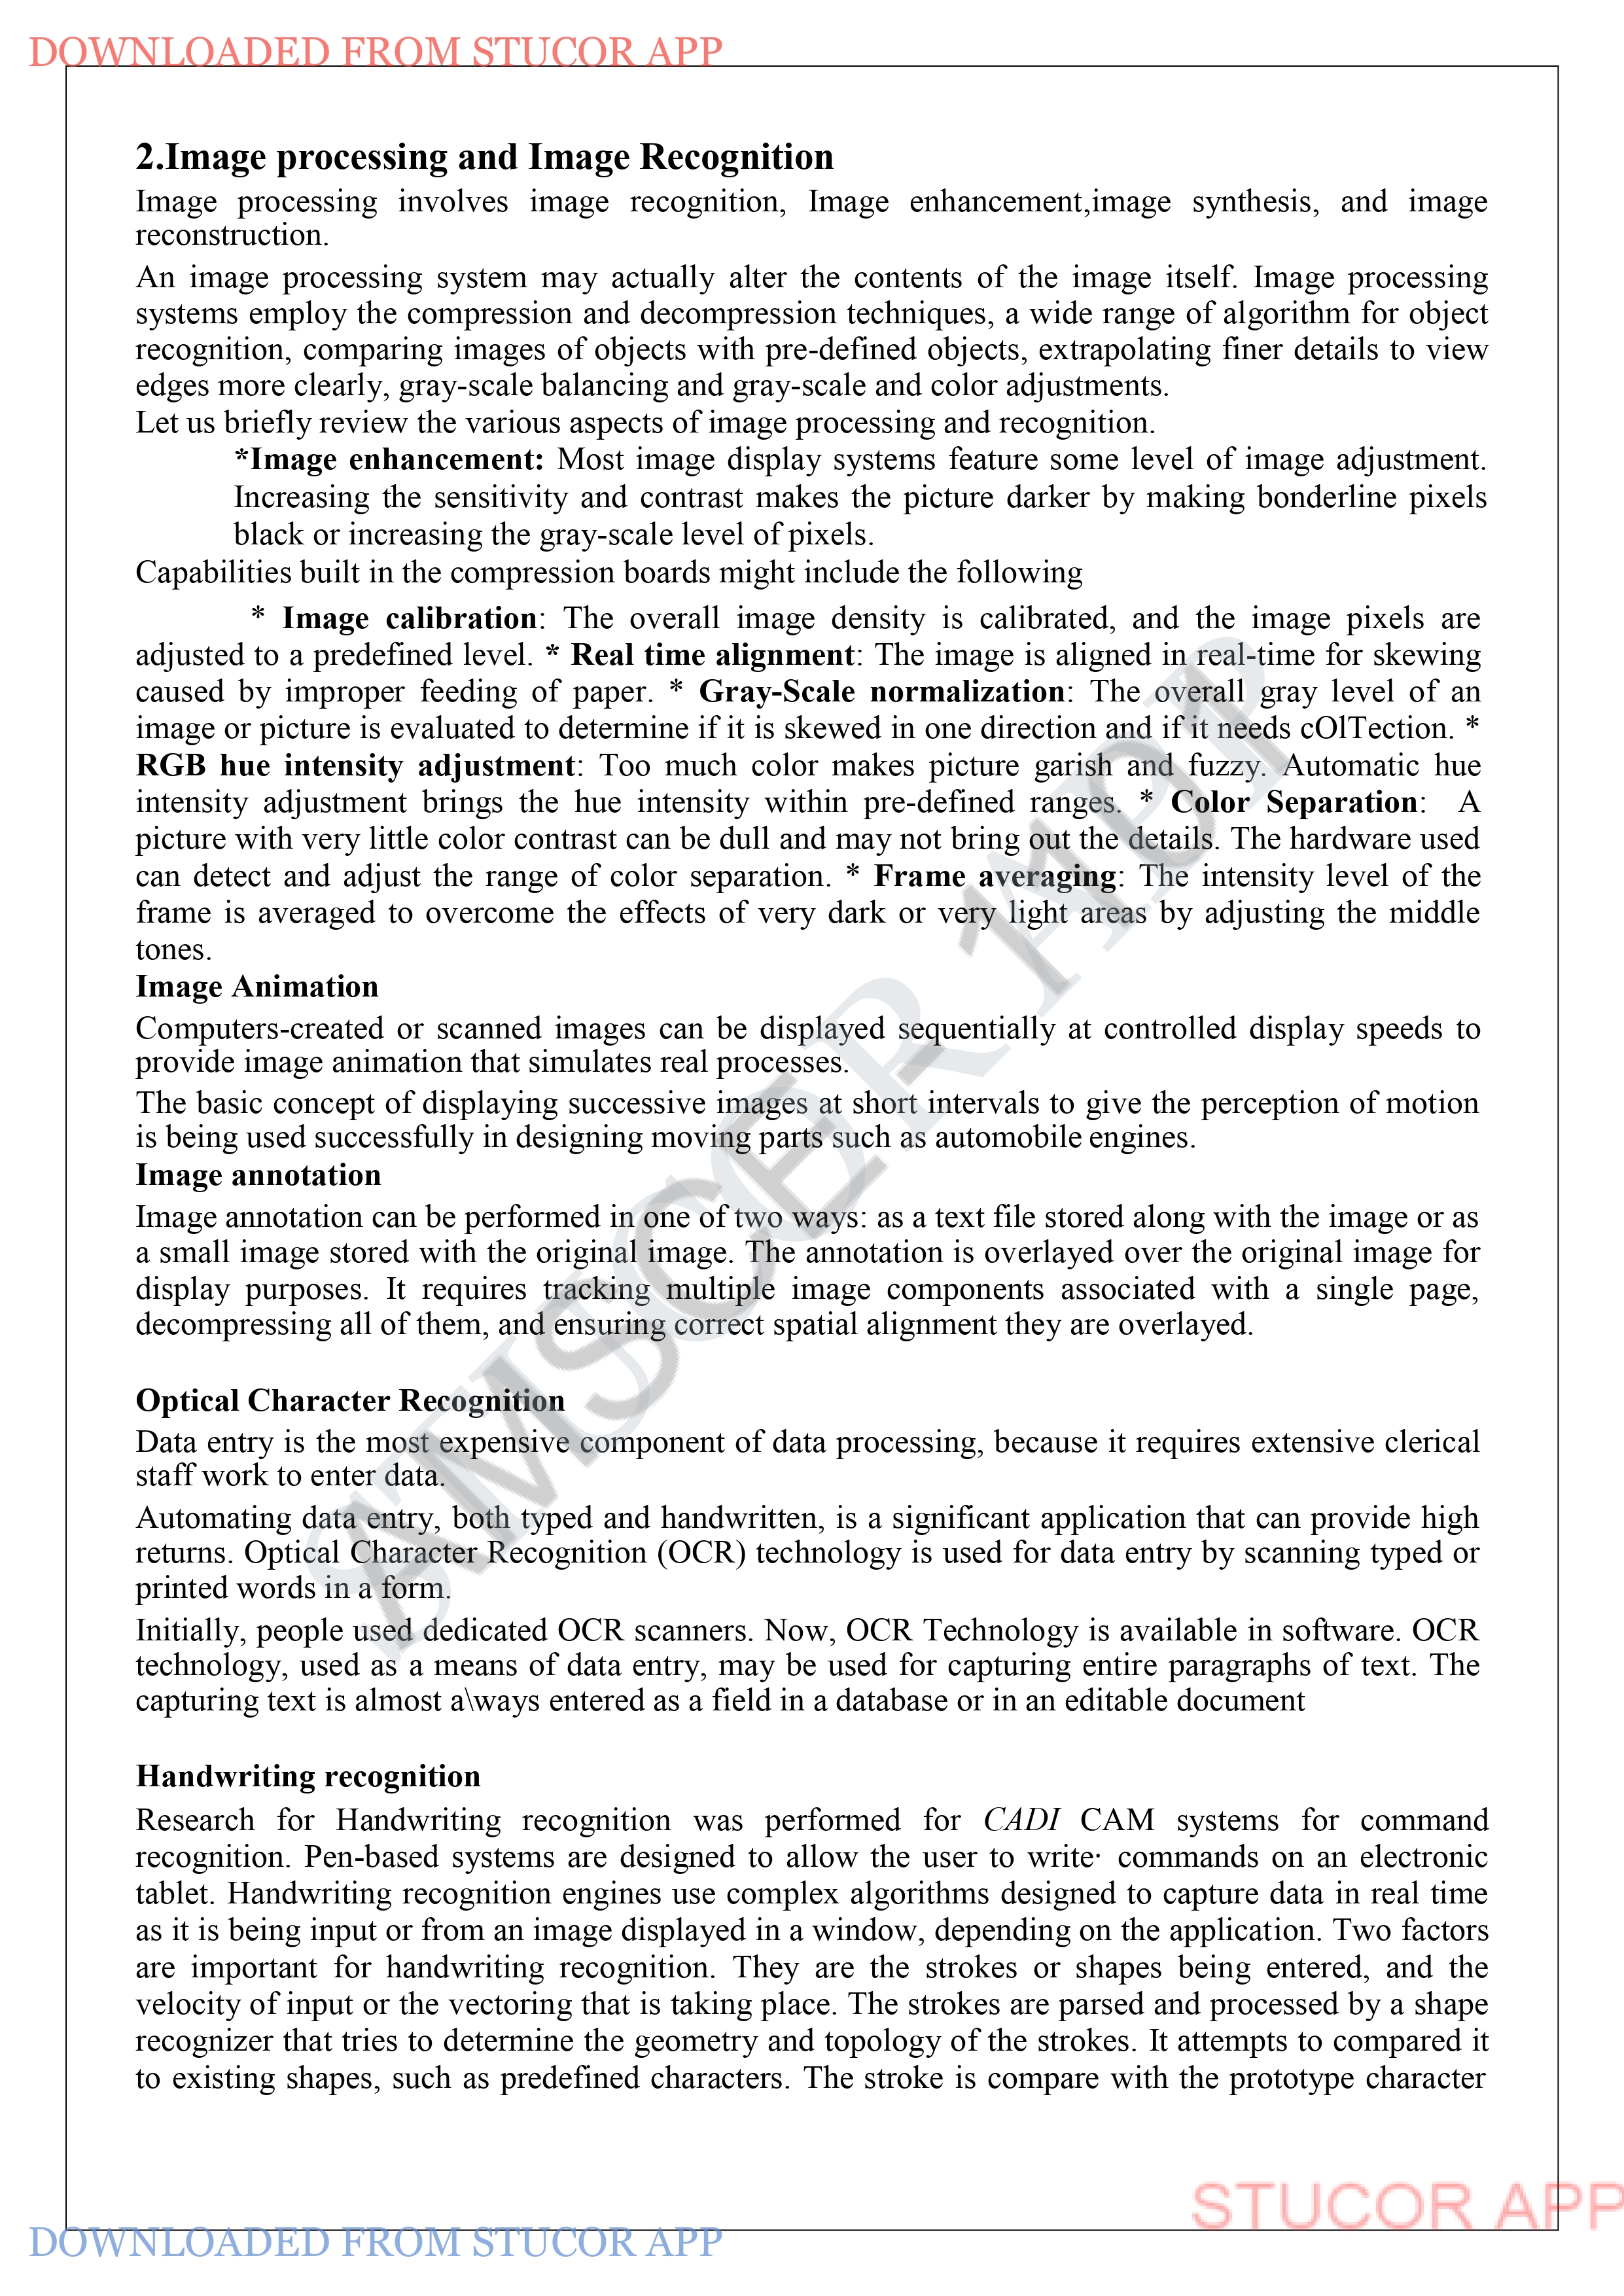 DOWNLOADED FROM STUCOR APP
2.Image processing and Image Recognition
Image processing involves image recognition, Image enhancement,image synthesis, and image
reconstruction.
An image processing system may actually alter the contents of the image itself. Image processing
systems employ the compression and decompression techniques, a wide range of algorithm for object
recognition, comparing images of objects with pre-defined objects, extrapolating finer details to view
edges more clearly, gray-scale balancing and gray-scale and color adjustments.
Let us briefly review the various aspects of image processing and recognition.
*Image enhancement: Most image display systems feature some level of image adjustment.
Increasing the sensitivity and contrast makes the picture darker by making bonderline pixels
black or increasing the gray-scale level of pixels.
Capabilities built in the compression boards might include the following
* Image calibration: The overall image density is calibrated, and the image pixels are
adjusted to a predefined level. * Real time alignment: The image is aligned in real-time for skewing
caused by improper feeding of paper. * Gray-Scale normalization: The overall gray level of an
image or picture is evaluated to determine if it is skewed in one direction and if it needs cOlTection. *
RGB hue intensity adjustment: Too much color makes picture garish and fuzzy. Automatic hue
intensity adjustment brings the hue intensity within pre-defined ranges. * Color Separation: A
picture with very little color contrast can be dull and may not bring out the details. The hardware used
can detect and adjust the range of color separation. * Frame averaging: The intensity level of the
frame is averaged to overcome the effects of very dark or very light areas by adjusting the middle
tones.
Image Animation
Computers-created or scanned images can be displayed sequentially at controlled display speeds to
provide image animation that simulates real processes.
The basic concept of displaying successive images at short intervals to give the perception of motion
is being used successfully in designing moving parts such as automobile engines.
Image annotation
Image annotation can be performed in one of two ways: as a text file stored along with the image or as
a small image stored with the original image. The annotation is overlayed over the original image for
display purposes. It requires tracking multiple image components associated with a single page,
decompressing all of them, and ensuring correct spatial alignment they are overlayed.
Optical Character Recognition
Data entry is the most expensive component of data processing, because it requires extensive clerical
staff work to enter data.
Automating data entry, both typed and handwritten, is a significant application that can provide high
returns. Optical Character Recognition (OCR) technology is used for data entry by scanning typed or
printed words in a form.
Initially, people used dedicated OCR scanners. Now, OCR Technology is available in software. OCR
technology, used as a means of data entry, may be used for capturing entire paragraphs of text. The
capturing text is almost a\ways entered as a field in a database or in an editable document
Handwriting recognition
Research for Handwriting recognition was performed for CADI CAM systems for command
recognition. Pen-based systems are designed to allow the user to write· commands on an electronic
tablet. Handwriting recognition engines use complex algorithms designed to capture data in real time
as it is being input or from an image displayed in a window, depending on the application. Two factors
are important for handwriting recognition. They are the strokes or shapes being entered, and the
velocity of input or the vectoring that is taking place. The strokes are parsed and processed by a shape
recognizer that tries to determine the geometry and topology of the strokes. It attempts to compared it
to existing shapes, such as predefined characters. The stroke is compare with the prototype character
STUCOR APP
AMSCE 1101
STUCOR APP
DOWNLOADED FROM STUCOR APP